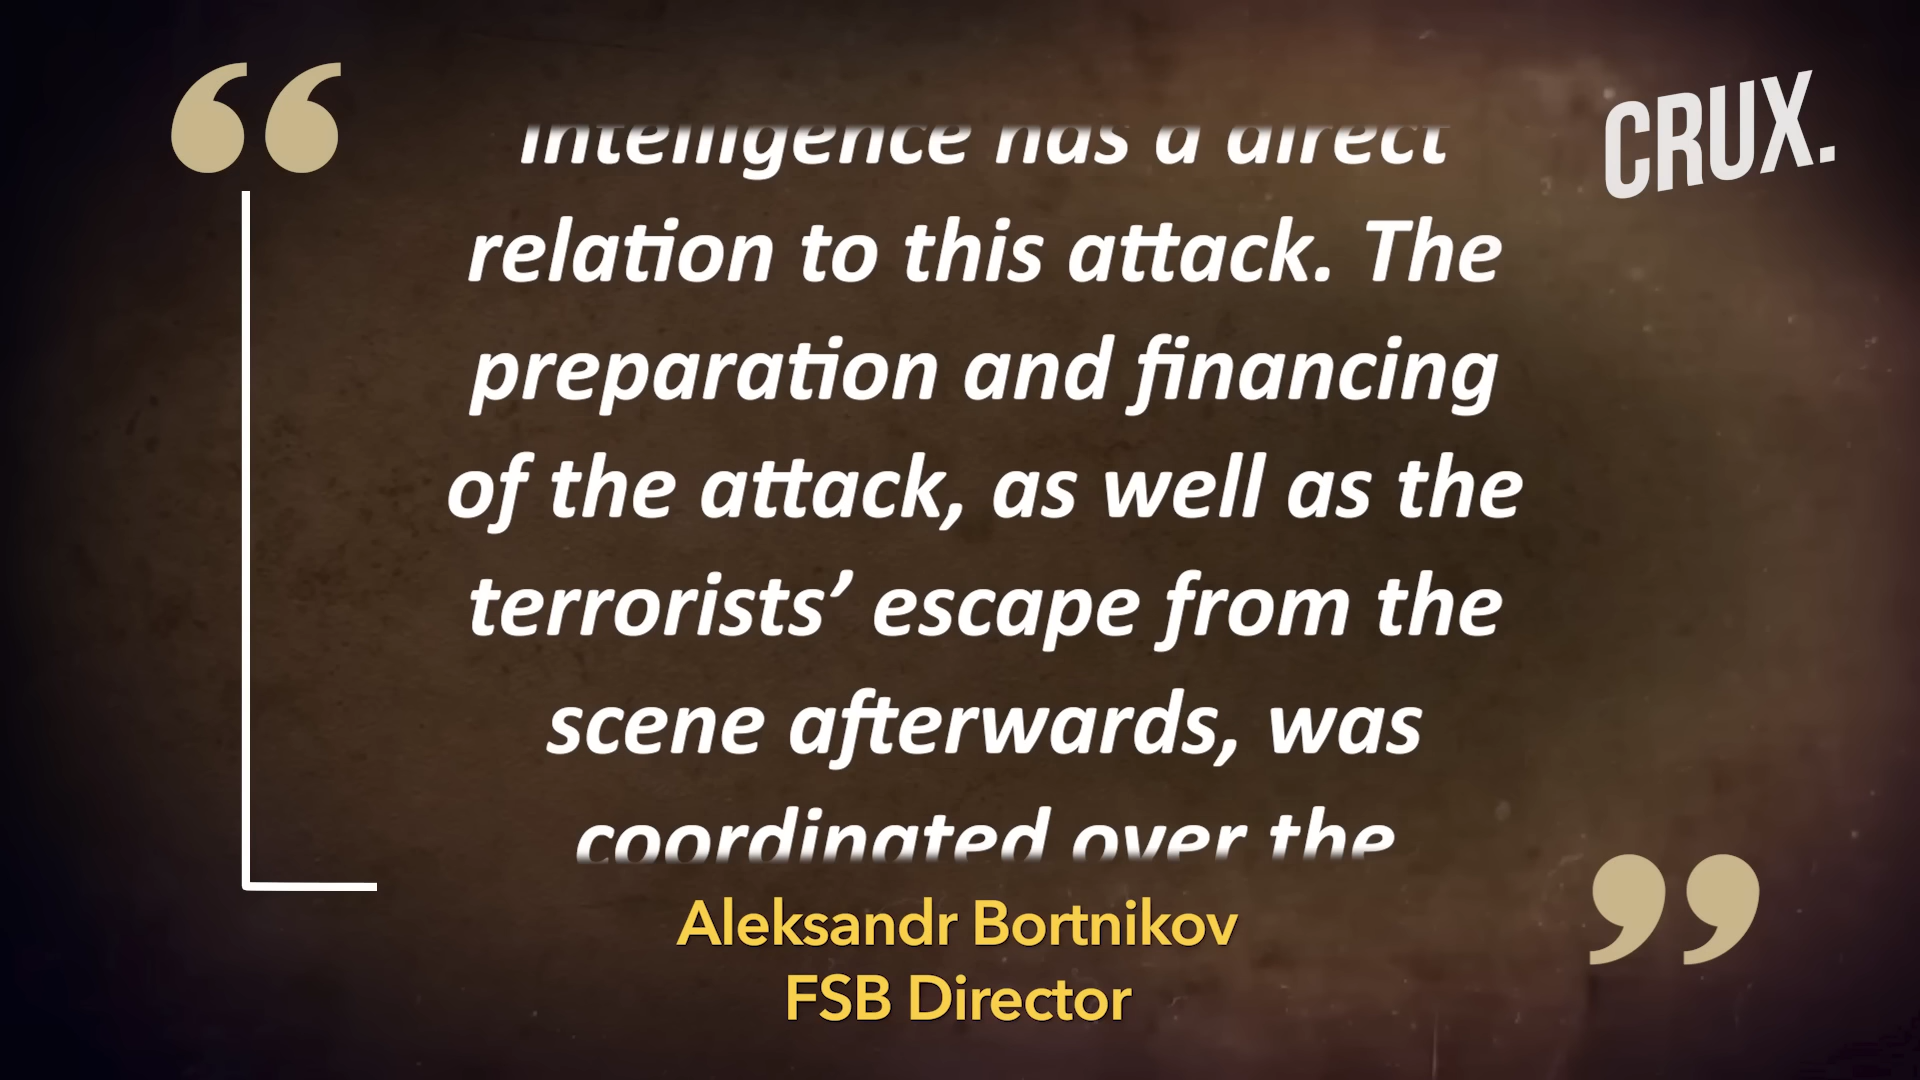 “
CRUX.
intelligence has a direct
relation to this attack. The
preparation and financing
of the attack, as well as the
terrorists’ escape from the
scene afterwards, was
coordinated over the
”
Aleksandr Bortnikov
FSB Director